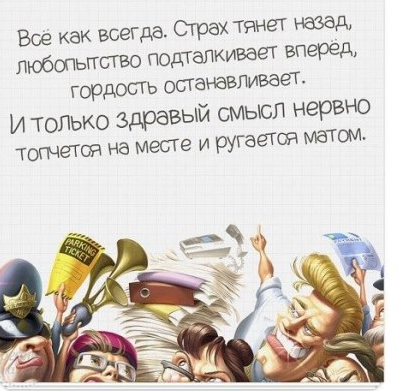 Всё как всегда. Страх тянет назад,
любопытство подталкивает вперёд,
гордость останавливает.
И только здравый смысл нервно
топчется на месте и ругается матом.
PARKING
TICKET